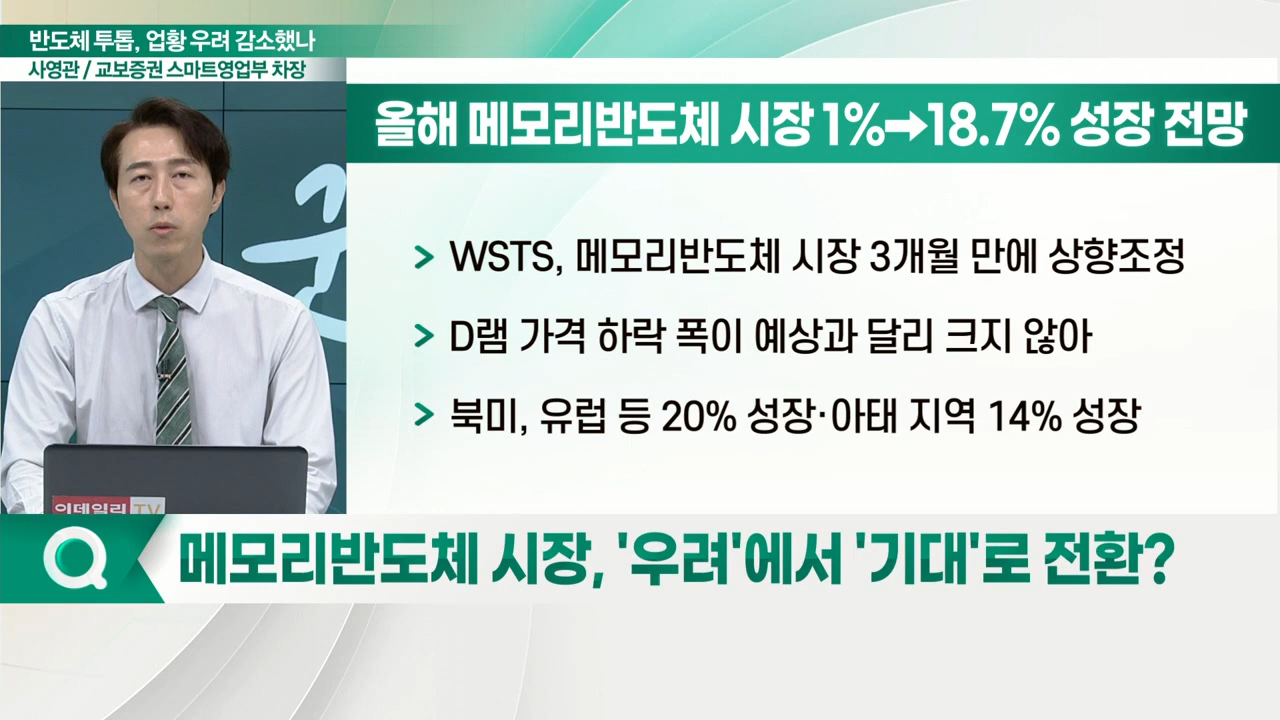 반도체 투톱, 업황 우려 감소했나
사영관 / 교보증권 스마트영업부 차장
올해 메모리반도체 시장 1%➡18.7% 성장 전망
> WSTS, 메모리반도체 시장 3개월 만에 상향조정
> D램 가격 하락 폭이 예상과 달리 크지 않아
> 북미, 유럽 등 20% 성장·아태 지역 14% 성장
이데일리 TV
Q 메모리반도체 시장, '우려'에서 '기대'로 전환?